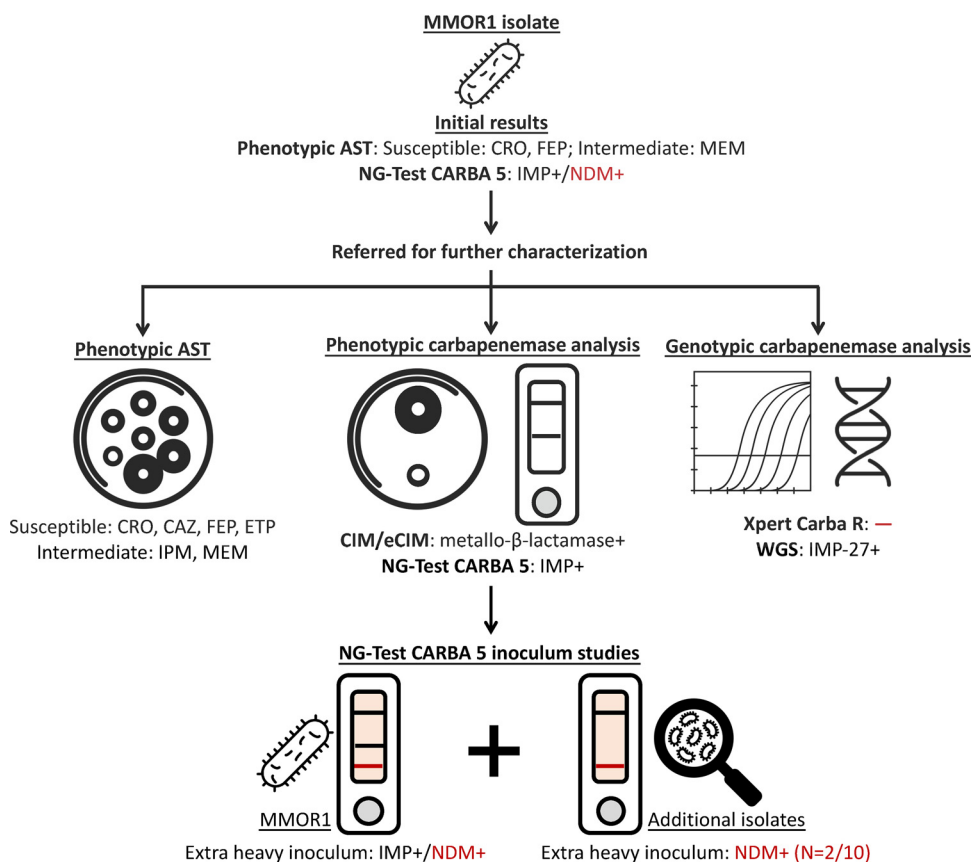 MMOR1 isolate
Initial results
Phenotypic AST: Susceptible: CRO, FEP; Intermediate: MEM
NG-Test CARBA 5: IMP+/NDM+
Referred for further characterization
Phenotypic AST
Susceptible: CRO, CAZ, FEP, ETP
Intermediate: IPM, MEM
Phenotypic carbapenemase analysis
CIM/eCIM: metallo-β-lactamase+
NG-Test CARBA 5: IMP+
Genotypic carbapenemase analysis
Xpert Carba R: —
WGS: IMP-27+
NG-Test CARBA 5 inoculum studies
MMOR1
Extra heavy inoculum: IMP+/NDM+
Additional isolates
Extra heavy inoculum: NDM+ (N=2/10)